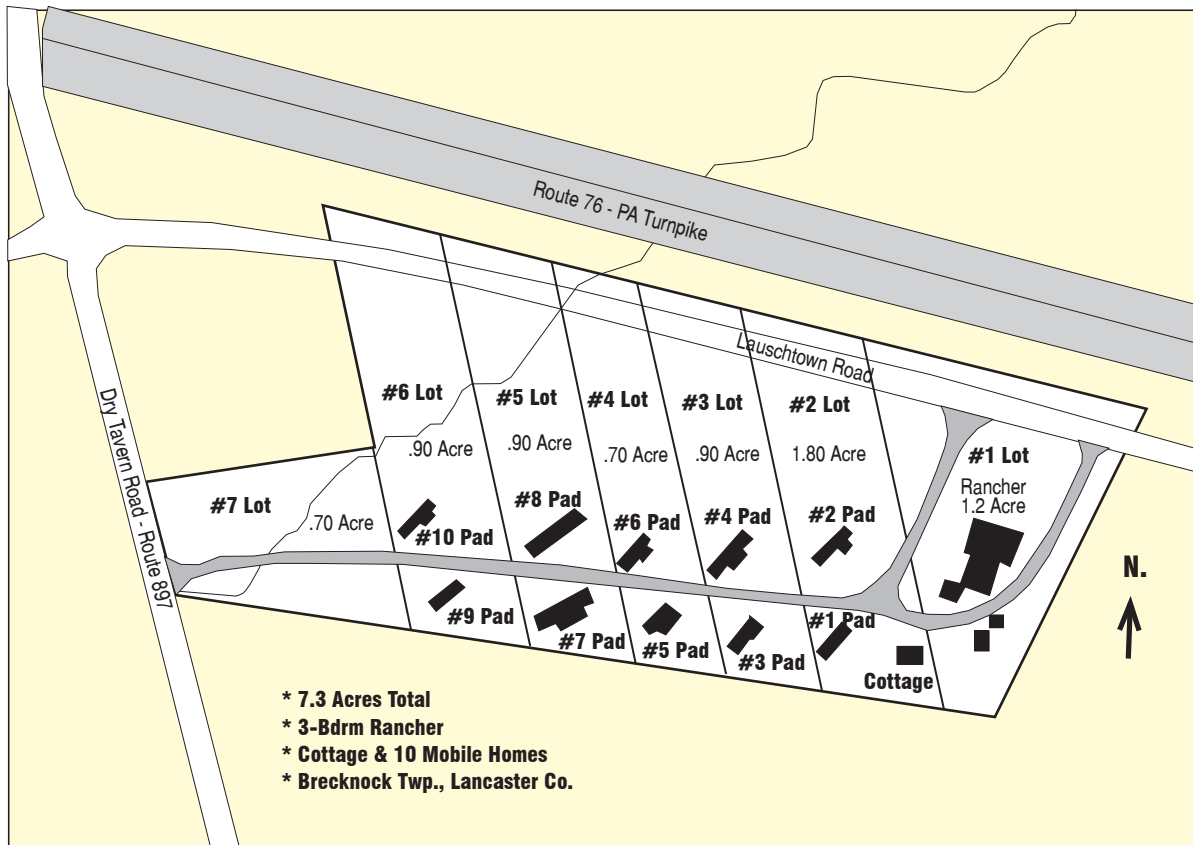 Route 76 - PA Turnpike
Lauschtown Road
Dry Tavern Road - Route 897
#6 Lot
.90 Acre
#5 Lot
.90 Acre
#4 Lot
.70 Acre
#3 Lot
.90 Acre
#2 Lot
1.80 Acre
#1 Lot
Rancher
1.2 Acre
#7 Lot
.70 Acre
#10 Pad
#8 Pad
#6 Pad
#4 Pad
#2 Pad
#9 Pad
#7 Pad
#5 Pad
#3 Pad
#1 Pad
Cottage
N.
* 7.3 Acres Total
* 3-Bdrm Rancher
* Cottage & 10 Mobile Homes
* Brecknock Twp., Lancaster Co.